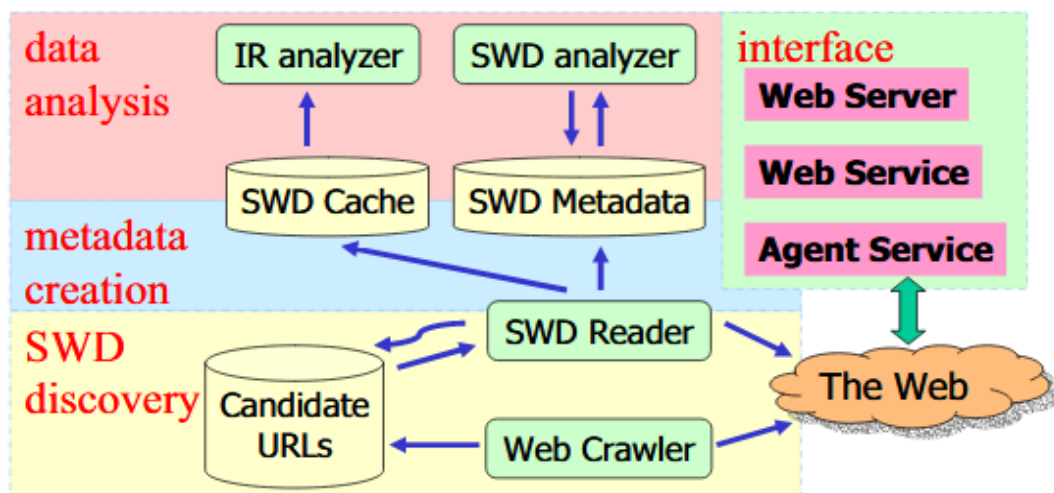 data
analysis
IR analyzer
SWD analyzer
interface
Web Server
Web Service
Agent Service
SWD Cache
SWD Metadata
metadata
creation
SWD
discovery
SWD Reader
Candidate
URLs
Web Crawler
The Web